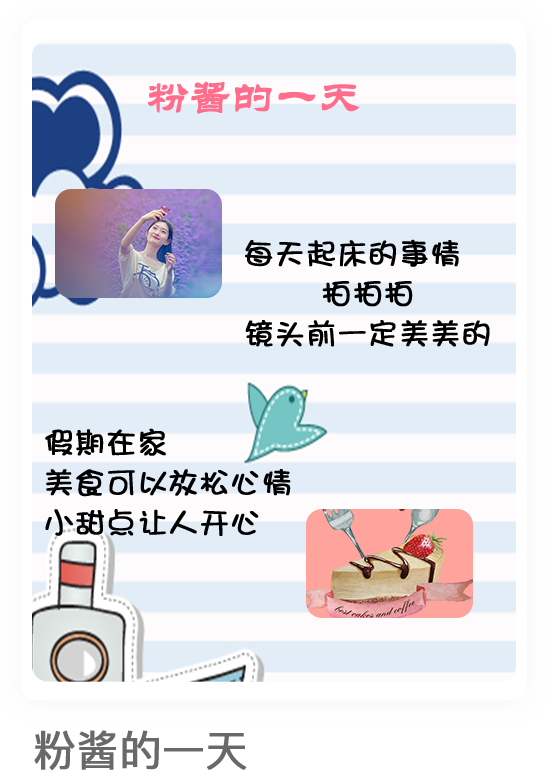 粉酱的一天
每天起床的事情
拍拍拍
镜头前一定美美的
假期在家
美食可以放松心情
小甜点让人开心
best cakes and coffee
粉酱的一天